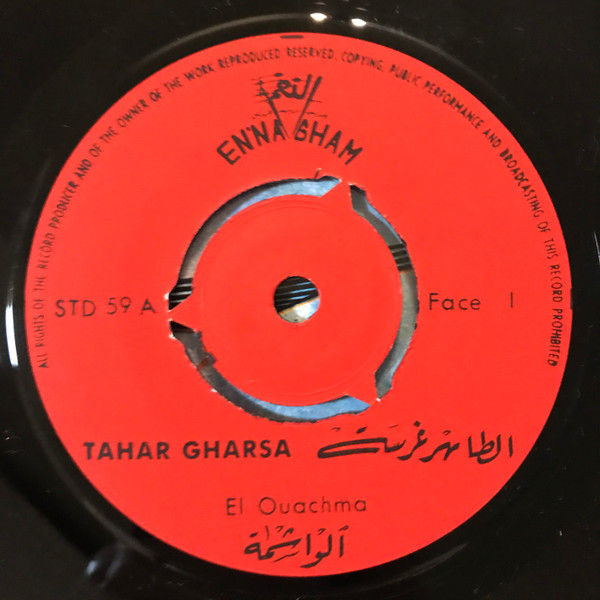 ALL RIGHTS OF THE RECORD PRODUCER AND OF THE OWNER OF THE WORK REPRODUCED RESERVED. COPYING, PUBLIC PERFORMANCE AND BROADCASTING OF THIS RECORD PROHIBITED
النغم
EN'NAGHAM
STD 59 A
Face I
TAHAR GHARSA الطاهر غرسة
El Ouachma
الواشمة